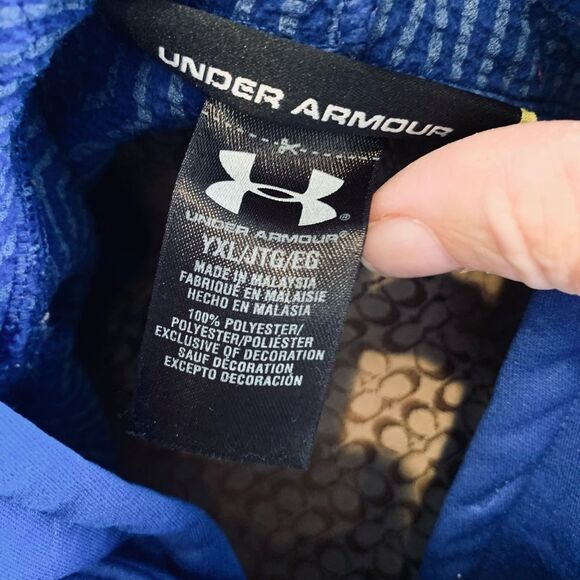 UNDER ARMOUR
UNDER ARMOUR®
YXL/JTG/EG
MADE IN MALAYSIA
FABRIQUÉ EN MALAISIE
HECHO EN MALASIA
100% POLYESTER/
POLYESTER/POLIÉSTER
EXCLUSIVE OF DECORATION
SAUF DÉCORATION
EXCEPTO DECORACIÓN